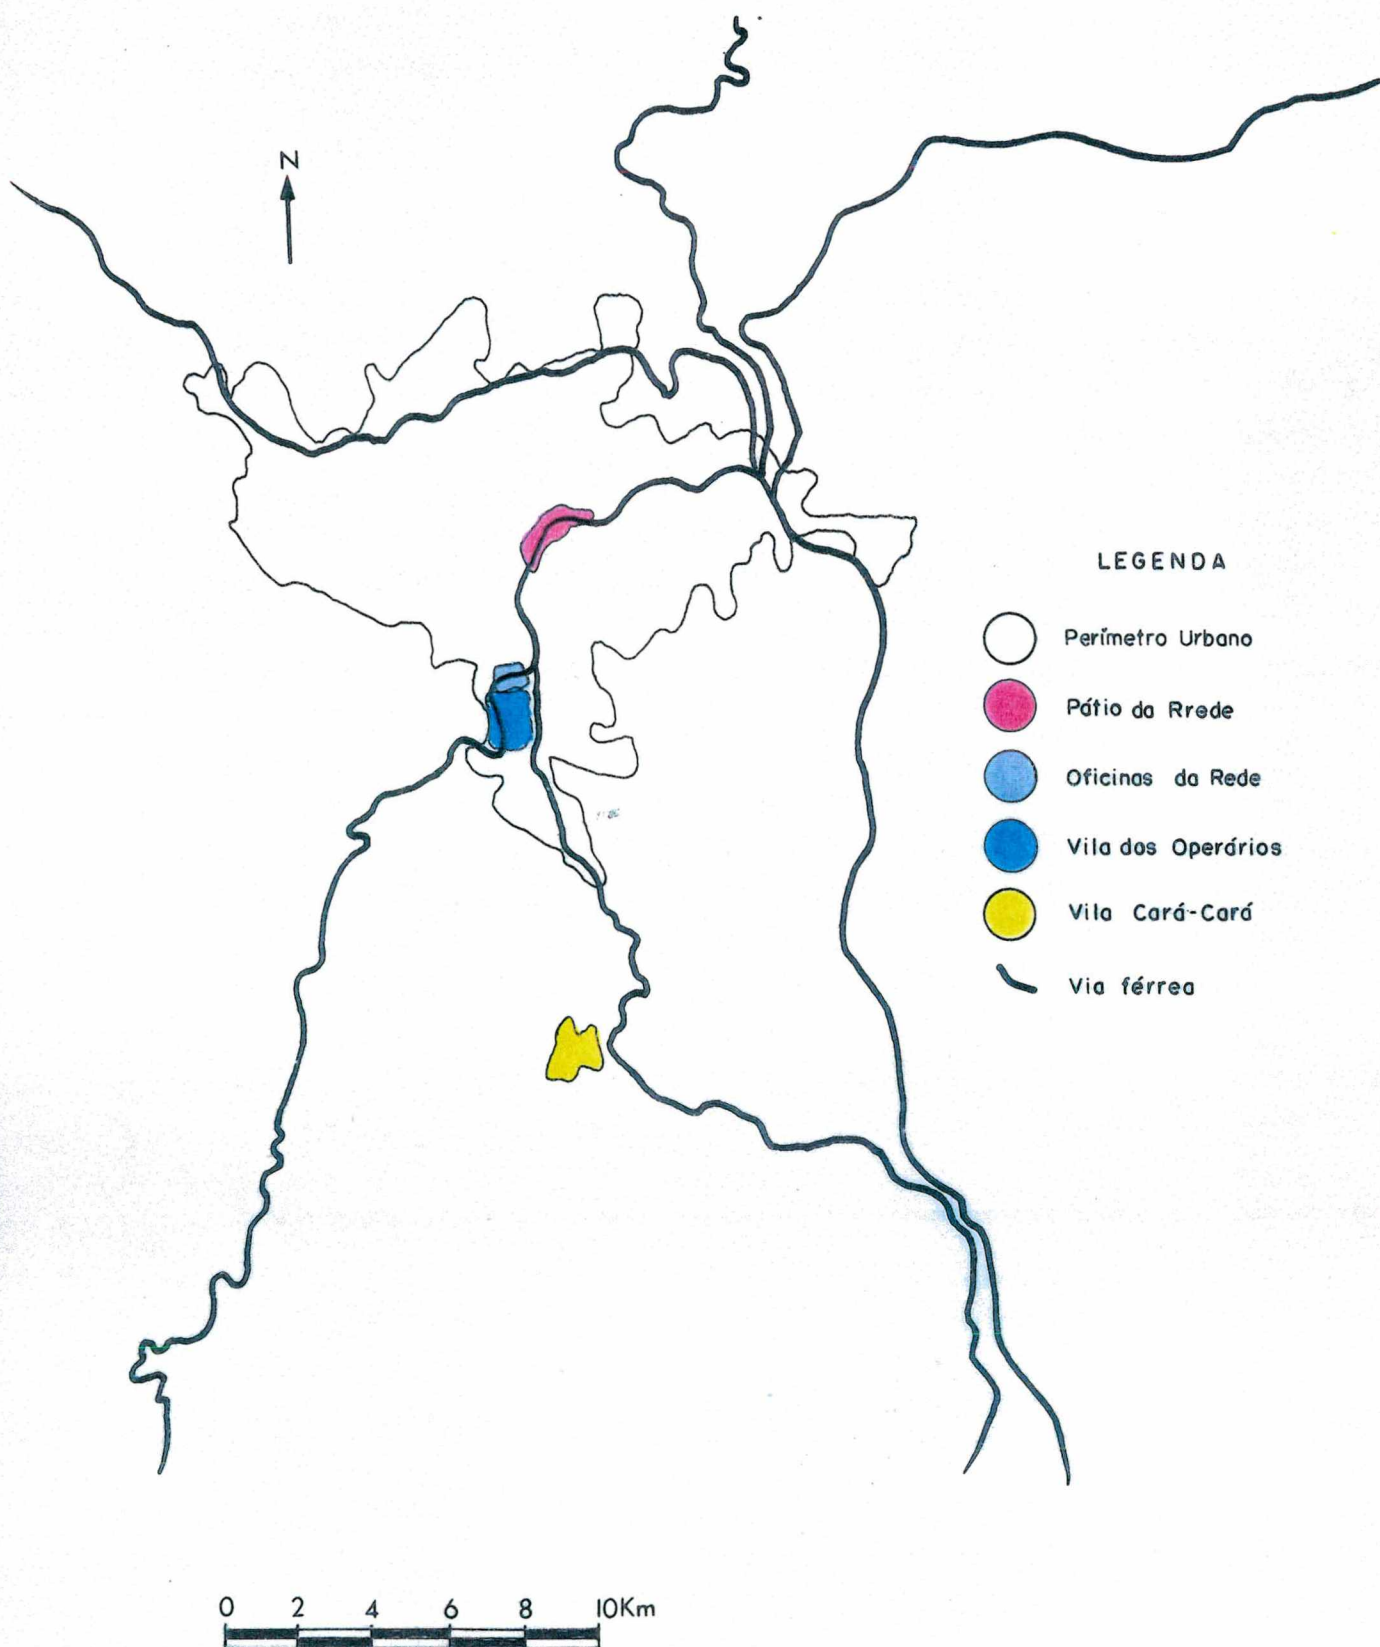 N
LEGENDA
Perímetro Urbano
Pátio da Rrede
Oficinas da Rede
Vila dos Operários
Vila Cará-Cará
Via férrea
0 2 4 6 8 10Km